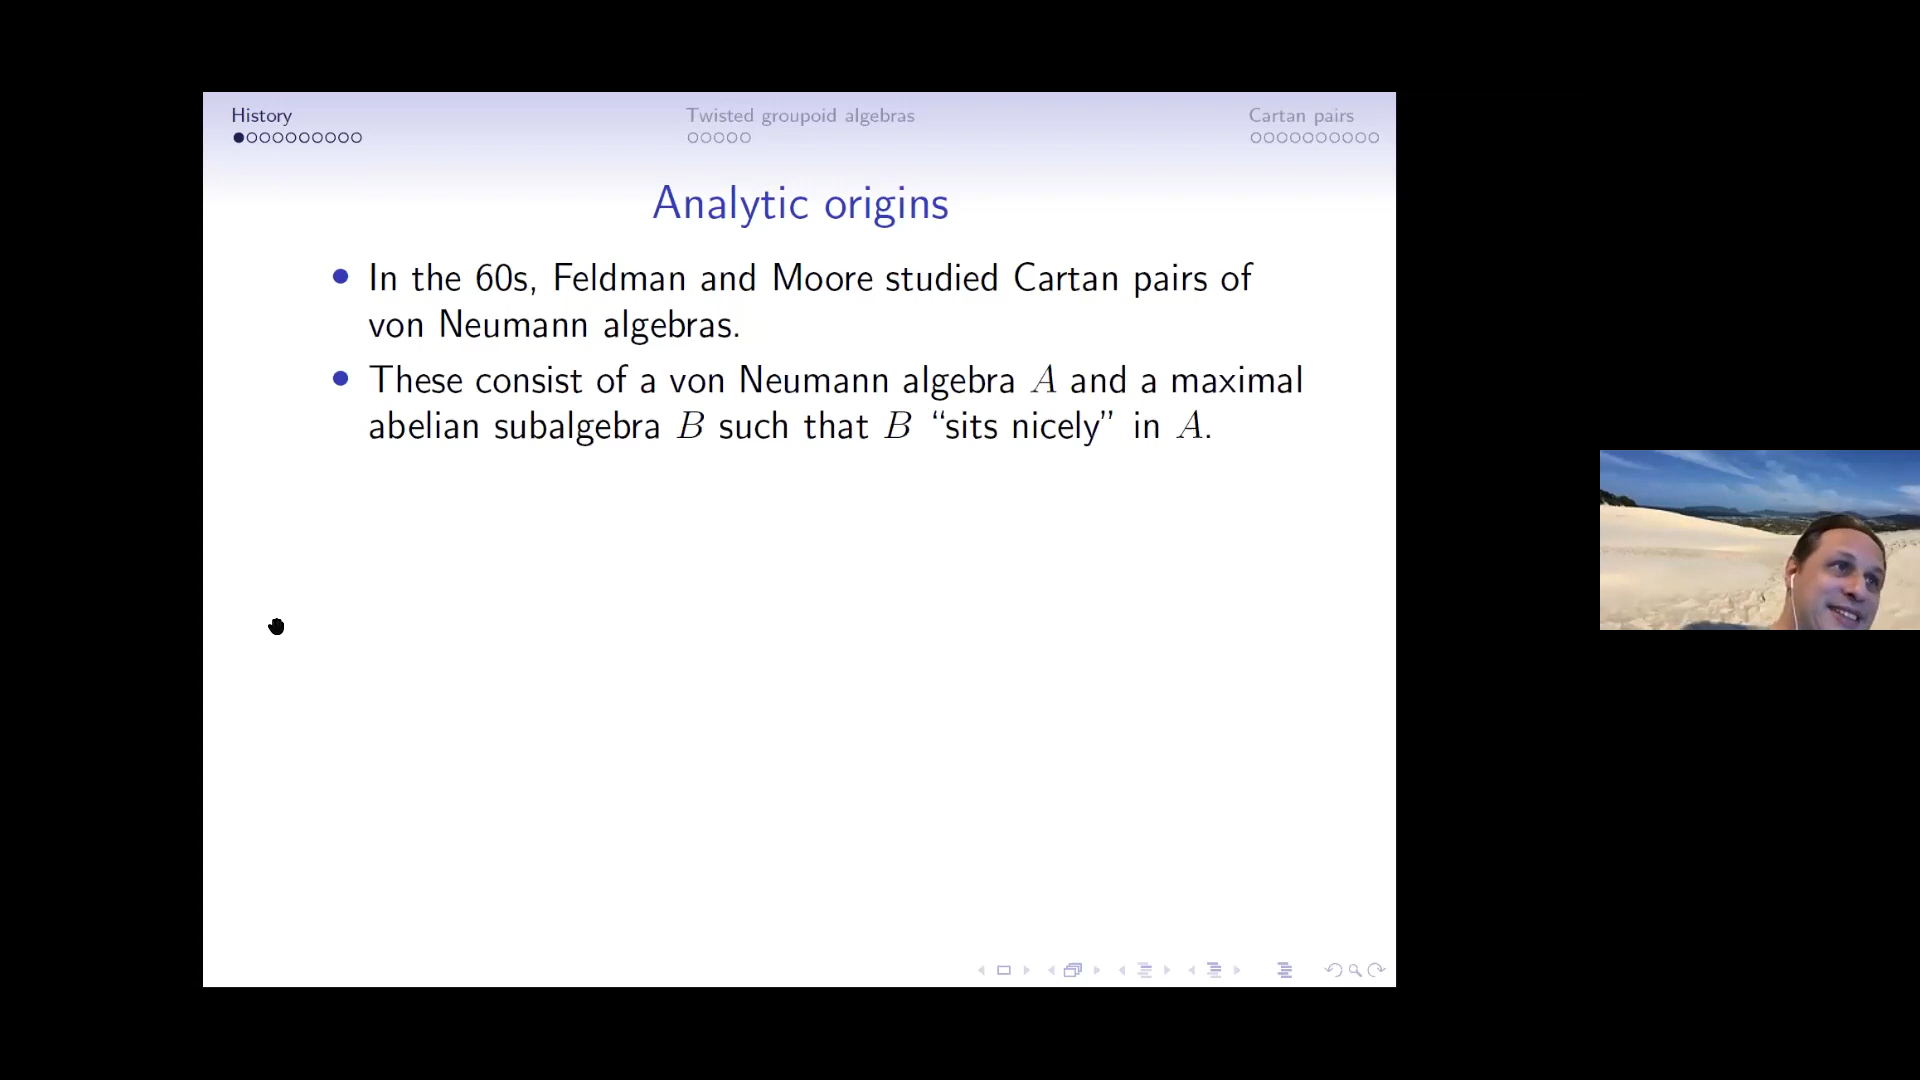 History
Twisted groupoid algebras
Cartan pairs
Analytic origins
In the 60s, Feldman and Moore studied Cartan pairs of
von Neumann algebras.
These consist of a von Neumann algebra A and a maximal
abelian subalgebra B such that B “sits nicely” in A.